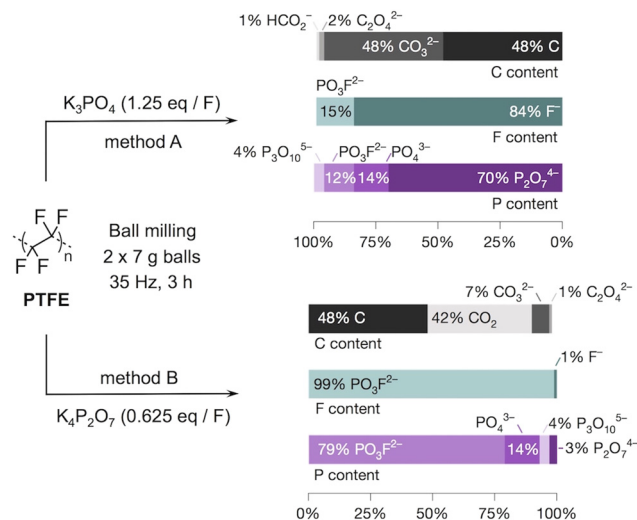 1% HCO₂⁻ 2% C₂O₄²⁻
48% CO₃²⁻ 48% C
C content
PO₃F²⁻
15% 84% F⁻
F content
4% P₃O₁₀⁵⁻ PO₃F²⁻ PO₄³⁻
12% 14% 70% P₂O₇⁴⁻
P content
100% 75% 50% 25% 0%
K₃PO₄ (1.25 eq / F)
method A
F F
F F n
PTFE
Ball milling
2 x 7 g balls
35 Hz, 3 h
method B
K₄P₂O₇ (0.625 eq / F)
7% CO₃²⁻ 1% C₂O₄²⁻
48% C 42% CO₂
C content
1% F⁻
99% PO₃F²⁻
F content
PO₄³⁻ 4% P₃O₁₀⁵⁻
79% PO₃F²⁻ 14% 3% P₂O₇⁴⁻
P content
0% 25% 50% 75% 100%